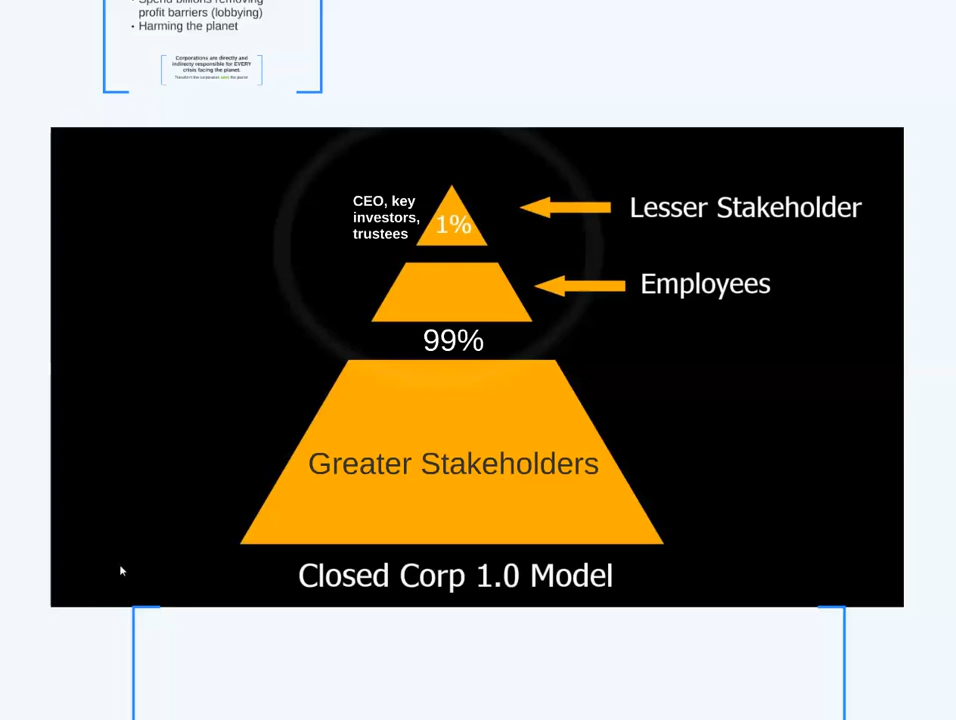 • Spend billions removing
profit barriers (lobbying)
• Harming the planet
Corporations are directly and
indirectly responsible for EVERY
crisis facing the planet.
CEO, key
investors,
trustees
1%
Lesser Stakeholder
Employees
99%
Greater Stakeholders
Closed Corp 1.0 Model